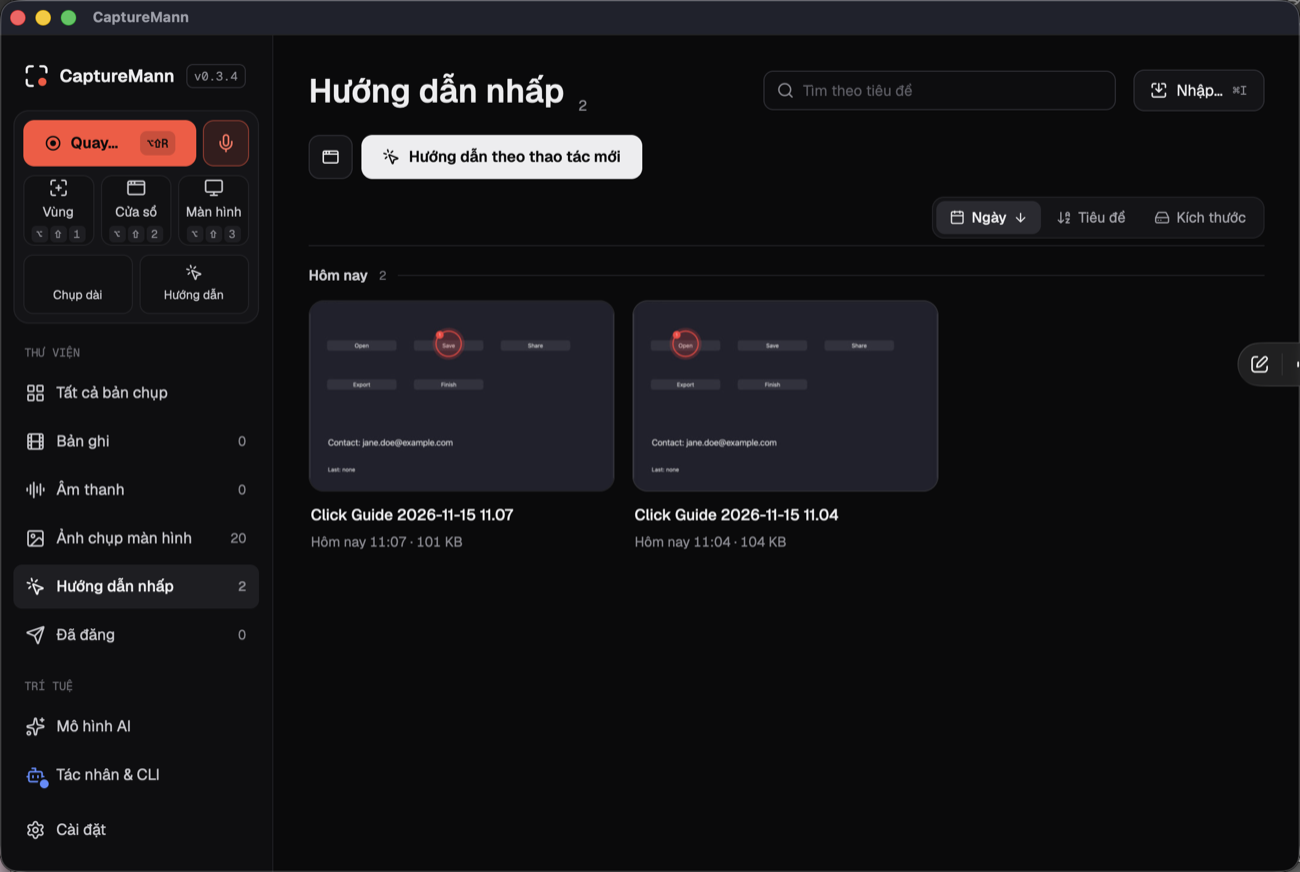 CaptureMann
CaptureMann v0.3.4
Quay... ⌥⇧R
Vùng
⌥ ⇧ 1
Cửa sổ
⌥ ⇧ 2
Màn hình
⌥ ⇧ 3
Chụp dài
Hướng dẫn
THƯ VIỆN
Tất cả bản chụp
Bản ghi 0
Âm thanh 0
Ảnh chụp màn hình 20
Hướng dẫn nhấp 2
Đã đăng 0
TRÍ TUỆ
Mô hình AI
Tác nhân & CLI
Cài đặt
Hướng dẫn nhấp 2
Tìm theo tiêu đề
Nhập... ⌘I
Hướng dẫn theo thao tác mới
Ngày ↓ Tiêu đề Kích thước
Hôm nay 2
Open 1 Save Share
Export Finish
Contact: jane.doe@example.com
Last: none
Click Guide 2026-11-15 11.07
Hôm nay 11:07 · 101 KB
1 Open Save Share
Export Finish
Contact: jane.doe@example.com
Last: none
Click Guide 2026-11-15 11.04
Hôm nay 11:04 · 104 KB